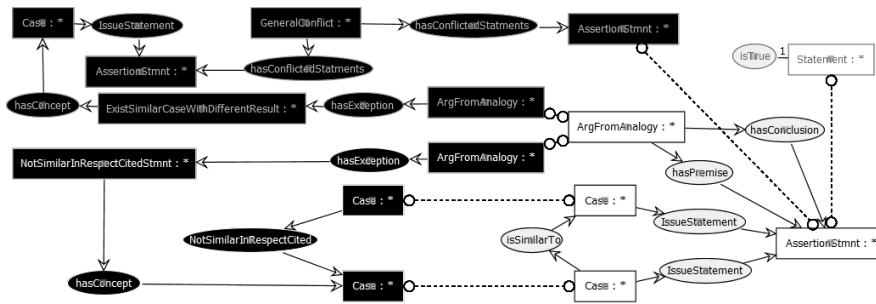 Case : *
IssueStatement
GeneralConflict : *
hasConflictedStatments
AssertionStmnt : *
isTrue
1
Statement : *
AssertionStmnt : *
hasConflictedStatments
hasConcept
ExistSimilarCaseWithDifferentResult : *
hasException
ArgFromAnalogy : *
ArgFromAnalogy : *
hasConclusion
NotSimilarInRespectCitedStmnt : *
hasException
ArgFromAnalogy : *
hasPremise
Case : *
Case : *
IssueStatement
NotSimilarInRespectCited
isSimilarTo
AssertionStmnt : *
hasConcept
Case : *
Case : *
IssueStatement